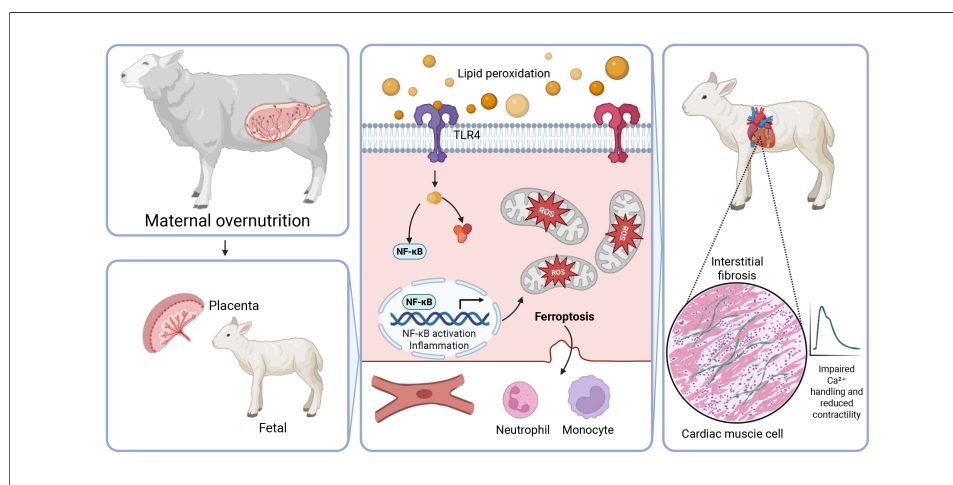 Maternal overnutrition
Placenta
Fetal
Lipid peroxidation
TLR4
NF-κB
ROS
ROS
ROS
NF-κB
NF-κB activation
Inflammation
Ferroptosis
Neutrophil
Monocyte
Interstitial
fibrosis
Cardiac muscie cell
Impaired
Ca²⁺
handling and
reduced
contractility